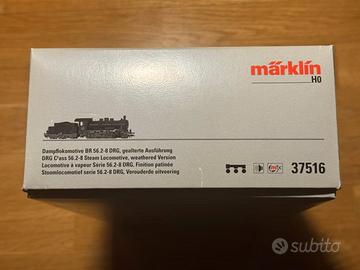 märklin
H0
Dampflokomotive BR 56.2-8 DRG, gealterte Ausführung
DRG Class 56.2-8 Steam Locomotive, weathered Version
Locomotive à vapeur Série 56.2-8 DRG, Finition patinée
Stoomlocomotief serie 56.2-8 DRG, Verouderde uitvoering
mfx
37516
subito